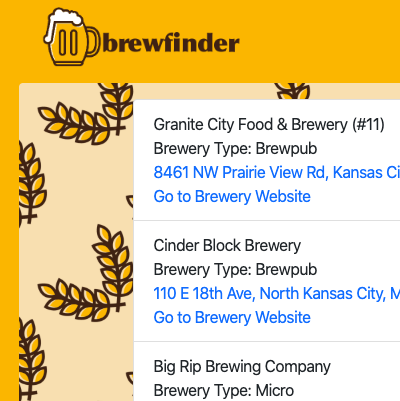 brewfinder
Granite City Food & Brewery (#11)
Brewery Type: Brewpub
8461 NW Prairie View Rd, Kansas Ci
Go to Brewery Website
Cinder Block Brewery
Brewery Type: Brewpub
110 E 18th Ave, North Kansas City, M
Go to Brewery Website
Big Rip Brewing Company
Brewery Type: Micro